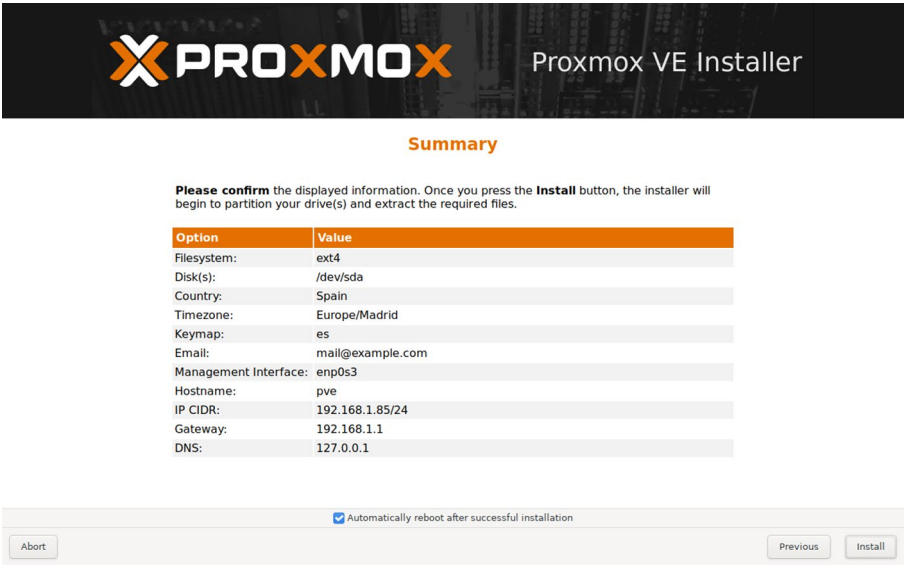 PROXMOX Proxmox VE Installer
Summary
Please confirm the displayed information. Once you press the Install button, the installer will
begin to partition your drive(s) and extract the required files.
Option Value
Filesystem: ext4
Disk(s): /dev/sda
Country: Spain
Timezone: Europe/Madrid
Keymap: es
Email: mail@example.com
Management Interface: enp0s3
Hostname: pve
IP CIDR: 192.168.1.85/24
Gateway: 192.168.1.1
DNS: 127.0.0.1
Automatically reboot after successful installation
Abort Previous Install